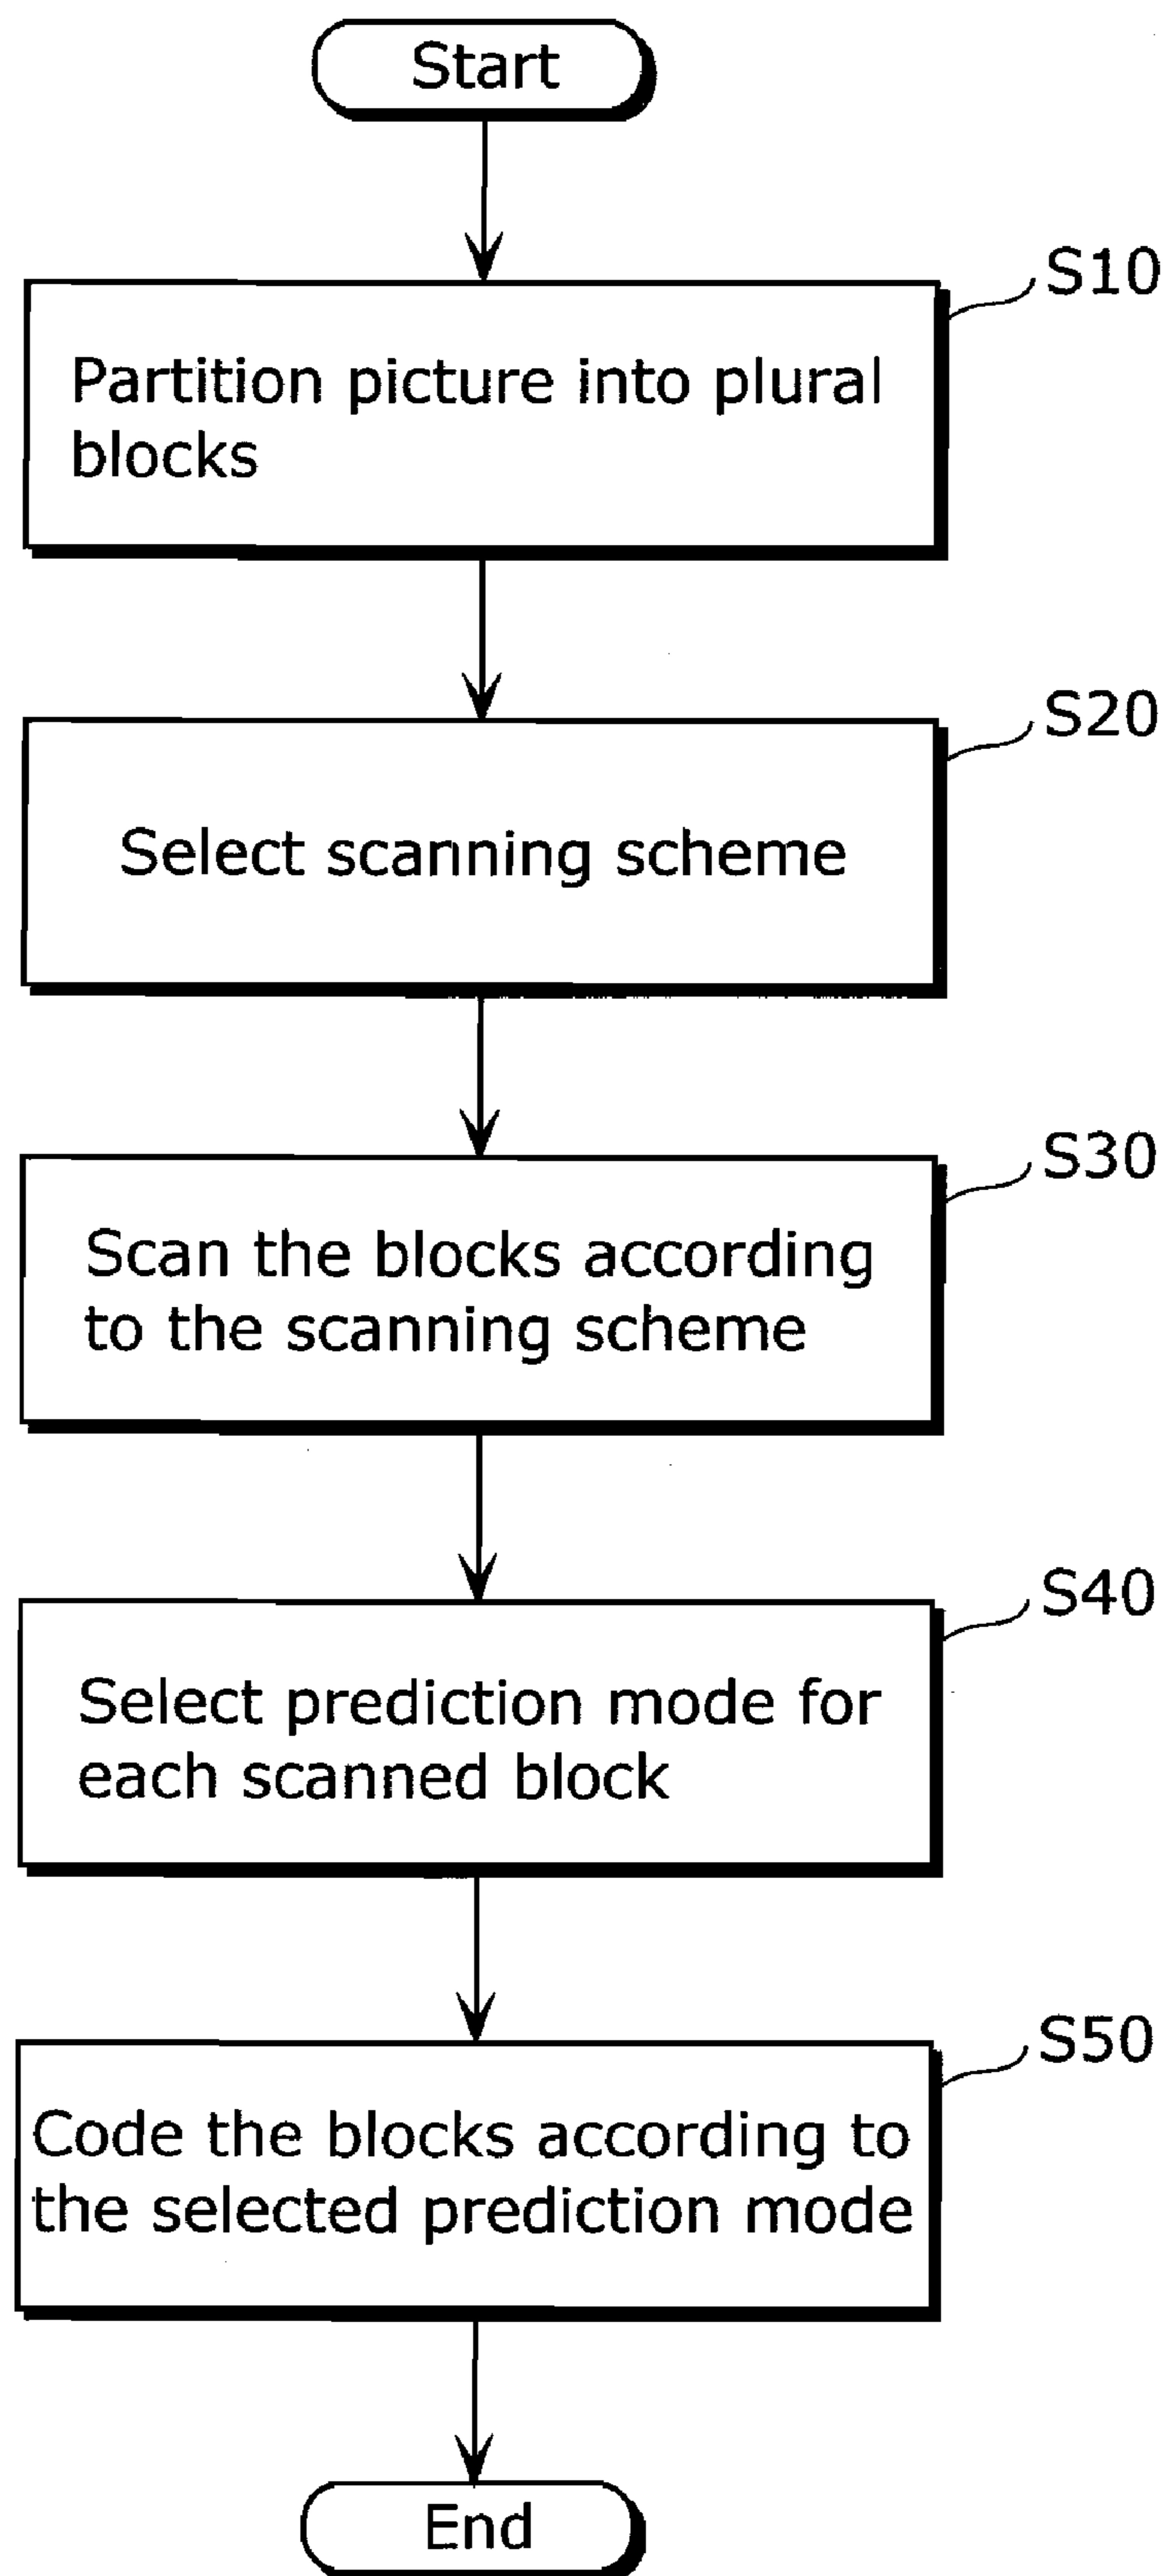 Start
S10
Partition picture into plural
blocks
S20
Select scanning scheme
S30
Scan the blocks according
to the scanning scheme
S40
Select prediction mode for
each scanned block
S50
Code the blocks according to
the selected prediction mode
End